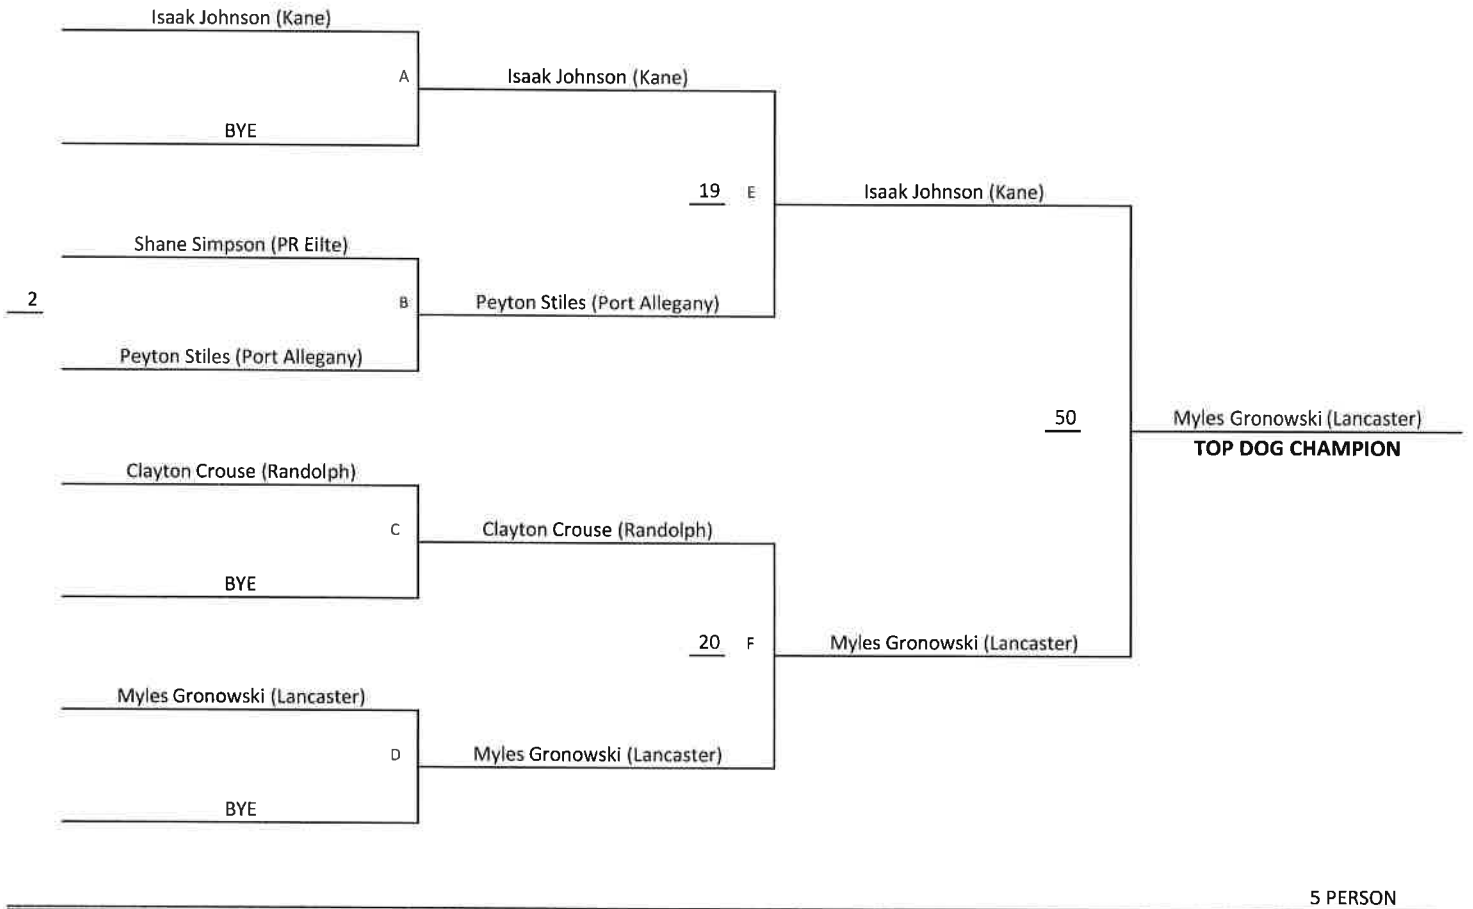 Isaak Johnson (Kane)
A
Isaak Johnson (Kane)
BYE
19
E
Isaak Johnson (Kane)
Shane Simpson (PR Eilte)
2
B
Peyton Stiles (Port Allegany)
Peyton Stiles (Port Allegany)
50
Myles Gronowski (Lancaster)
TOP DOG CHAMPION
Clayton Crouse (Randolph)
C
Clayton Crouse (Randolph)
BYE
20
F
Myles Gronowski (Lancaster)
Myles Gronowski (Lancaster)
D
Myles Gronowski (Lancaster)
BYE
5 PERSON